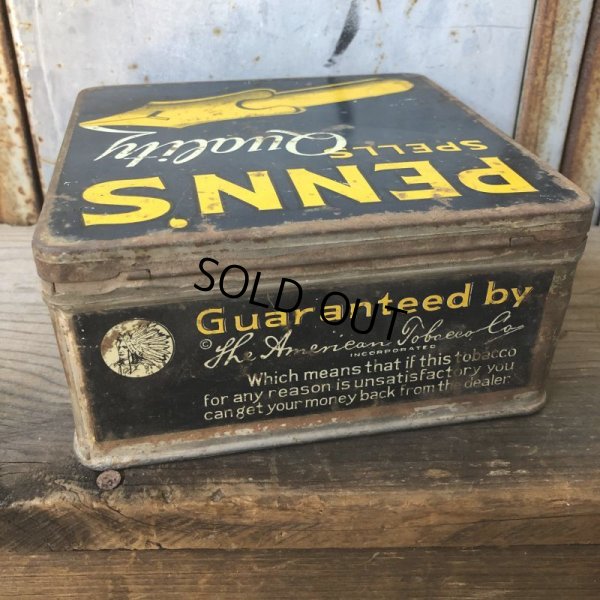 PENN'S
SPELLS
Quality
SOLD OUT
Guaranteed by
© The American Tobacco Co
INCORPORATED
Which means that if this tobacco
for any reason is unsatisfactory you
can get your money back from the dealer